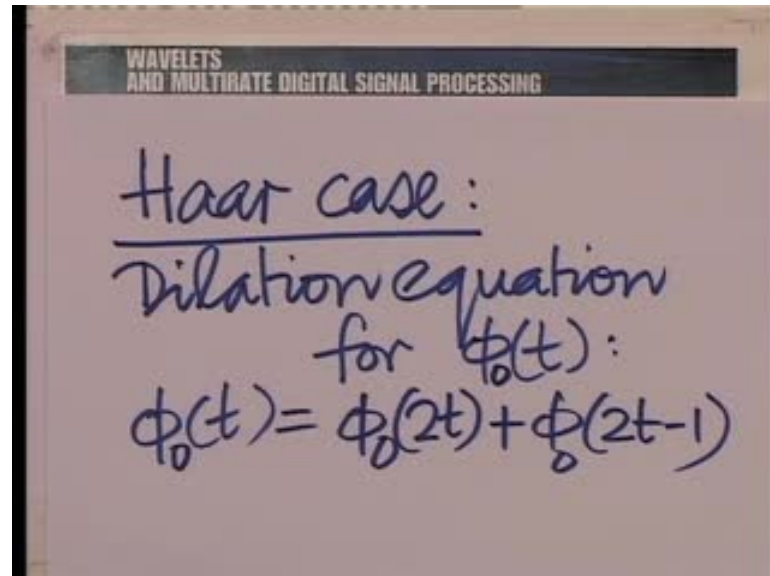 WAVELETS
AND MULTIRATE DIGITAL SIGNAL PROCESSING
Haar case:
Dilation equation
for ϕ₀(t):
ϕ₀(t) = ϕ₀(2t) + ϕ₀(2t-1)